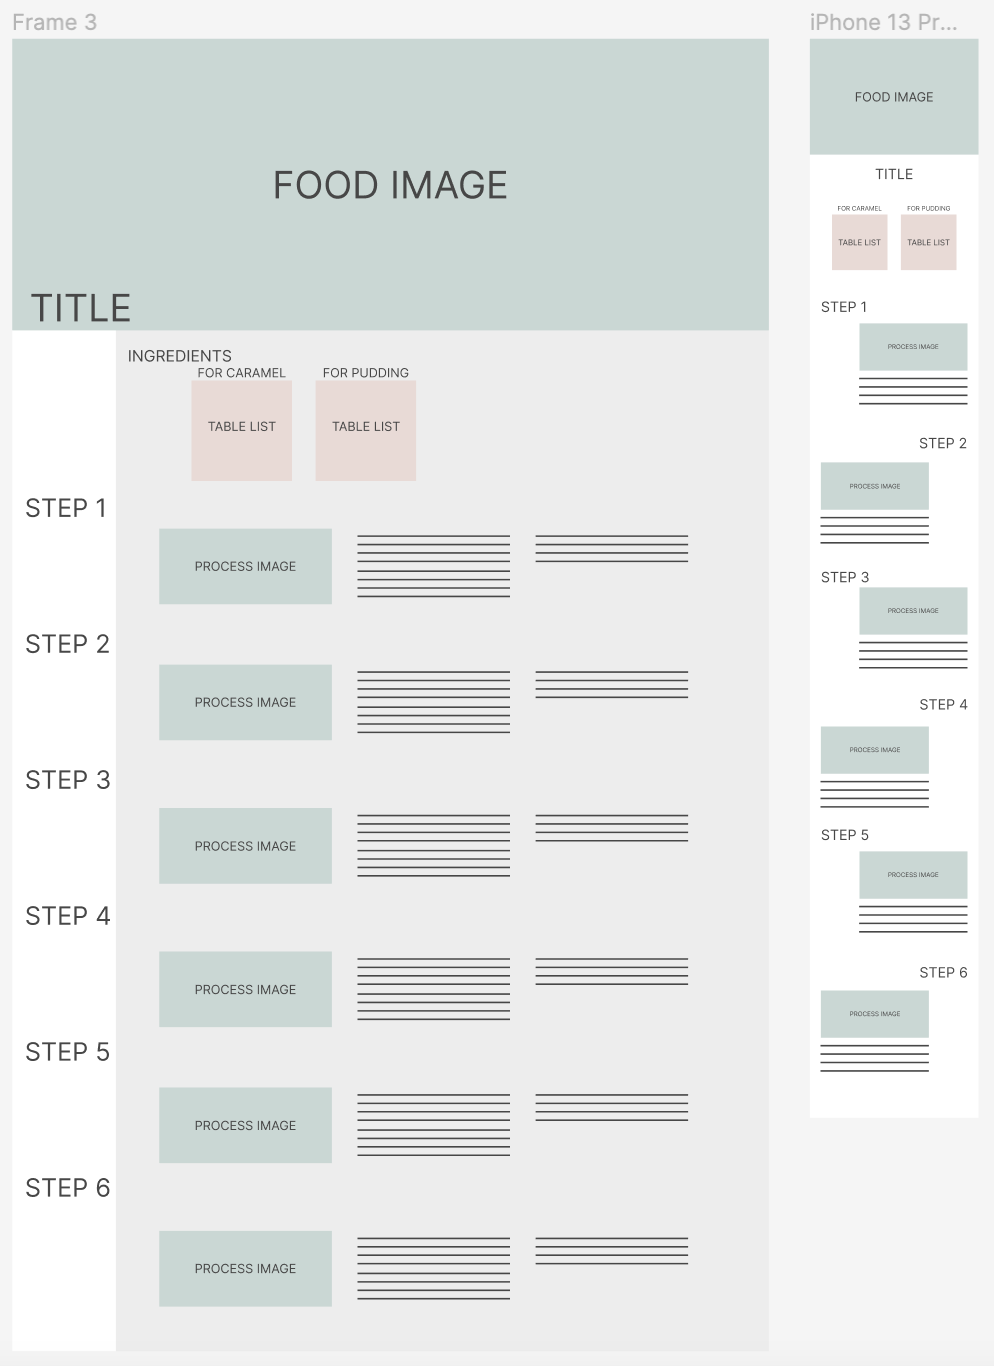 Frame 3
FOOD IMAGE
TITLE
INGREDIENTS
FOR CARAMEL
FOR PUDDING
TABLE LIST
TABLE LIST
STEP 1
PROCESS IMAGE
STEP 2
PROCESS IMAGE
STEP 3
PROCESS IMAGE
STEP 4
PROCESS IMAGE
STEP 5
PROCESS IMAGE
STEP 6
PROCESS IMAGE
iPhone 13 Pr...
FOOD IMAGE
TITLE
FOR CARAMEL
FOR PUDDING
TABLE LIST
TABLE LIST
STEP 1
PROCESS IMAGE
STEP 2
PROCESS IMAGE
STEP 3
PROCESS IMAGE
STEP 4
PROCESS IMAGE
STEP 5
PROCESS IMAGE
STEP 6
PROCESS IMAGE